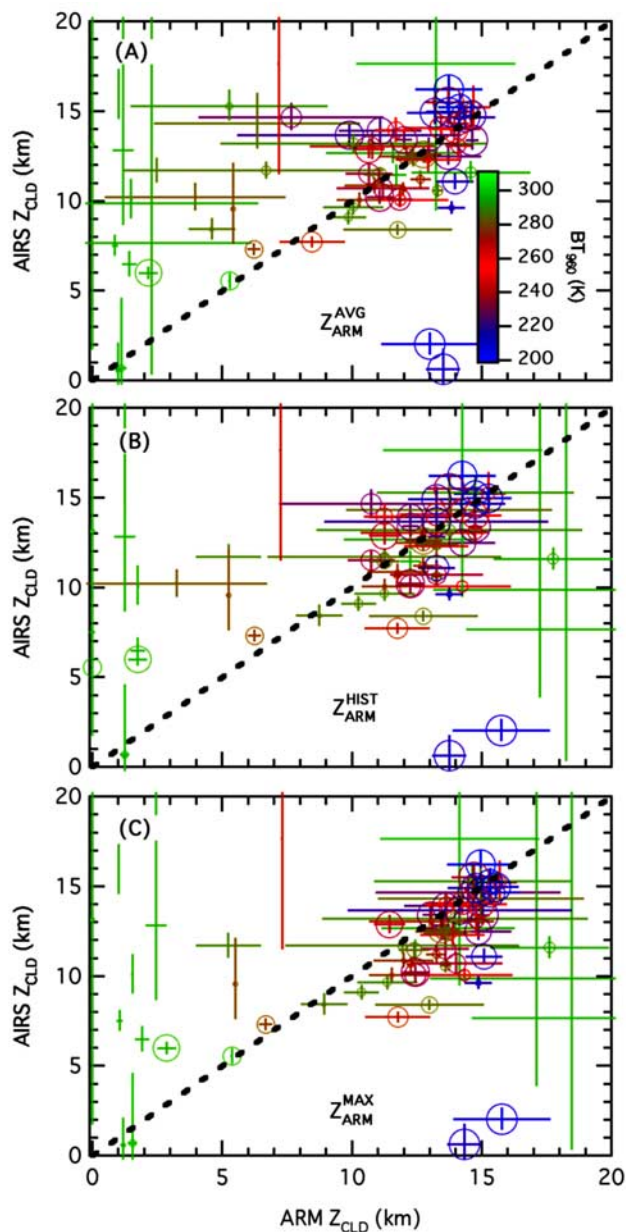 20
(A)
15
10
5
0
AIRS Z_CLD (km)
Z_ARM^AVG
300
280
260
240
220
200
BT_960 (K)
20
(B)
15
10
5
0
AIRS Z_CLD (km)
Z_ARM^HIST
20
(C)
15
10
5
0
AIRS Z_CLD (km)
Z_ARM^MAX
0 5 10 15 20
ARM Z_CLD (km)